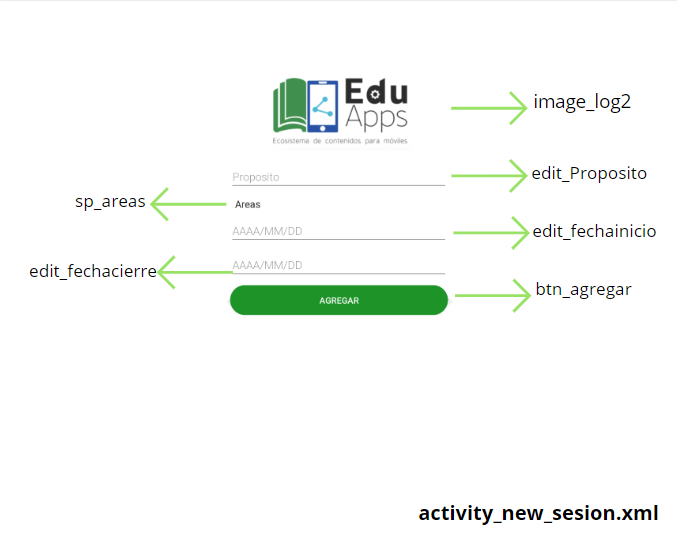 Edu
Apps
Ecosistema de contenidos para móviles
image_log2
Proposito
edit_Proposito
sp_areas
Areas
AAAA/MM/DD
edit_fechainicio
edit_fechacierre
AAAA/MM/DD
btn_agregar
AGREGAR
activity_new_sesion.xml